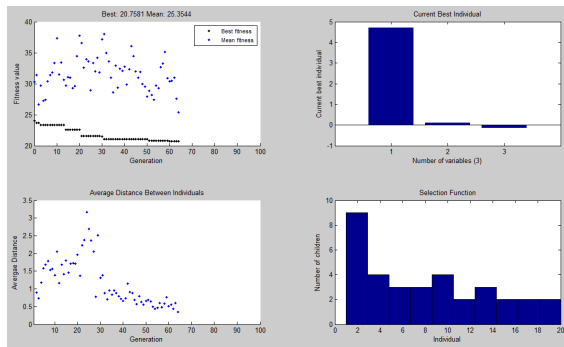 Best: 20.7581 Mean: 25.3544
40
35
30
25
20
Fitness value
Best fitness
Mean fitness
0 10 20 30 40 50 60 70 80 90 100
Generation
Current Best Individual
5
4
3
2
1
0
-1
Current best individual
1 2 3
Number of variables (3)
Average Distance Between Individuals
3.5
3
2.5
2
1.5
1
0.5
0
Avergae Distance
10 20 30 40 50 60 70 80 90 100
Generation
Selection Function
10
8
6
4
2
0
Number of children
0 2 4 6 8 10 12 14 16 18 20
Individual